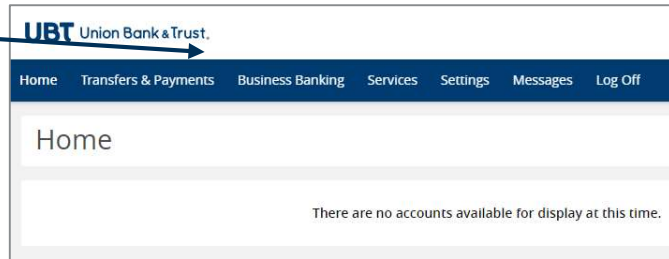 UBT Union Bank & Trust.
Home Transfers & Payments Business Banking Services Settings Messages Log Off
Home
There are no accounts available for display at this time.